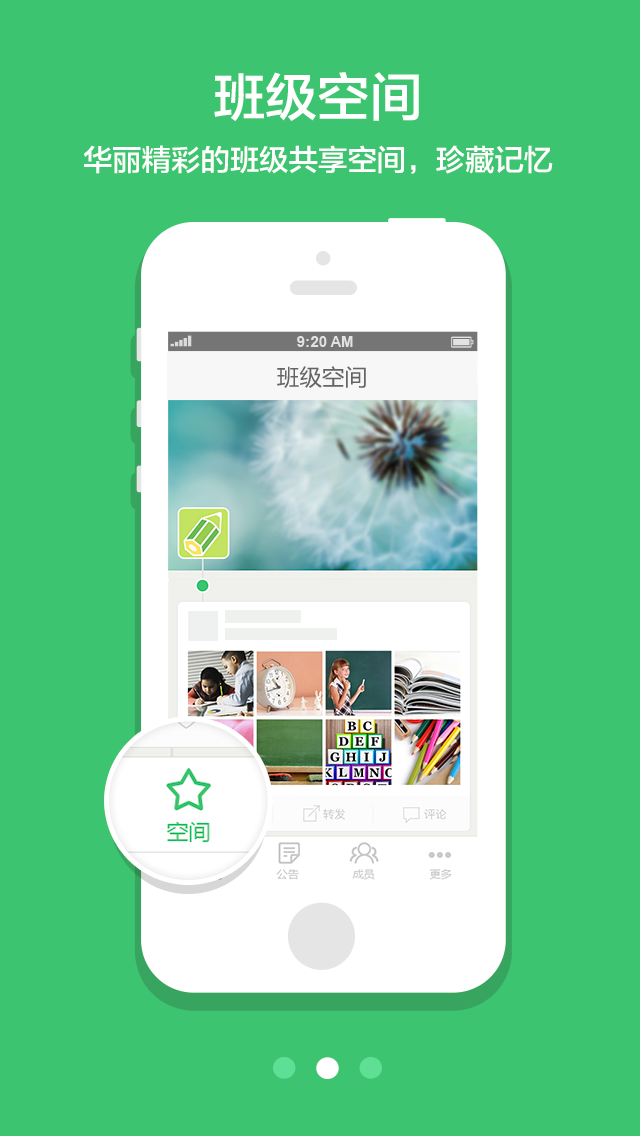 班级空间
华丽精彩的班级共享空间，珍藏记忆
9:20 AM
班级空间
B C
D E F
G H I J
K L M N
转发
评论
空间
公告
成员
更多